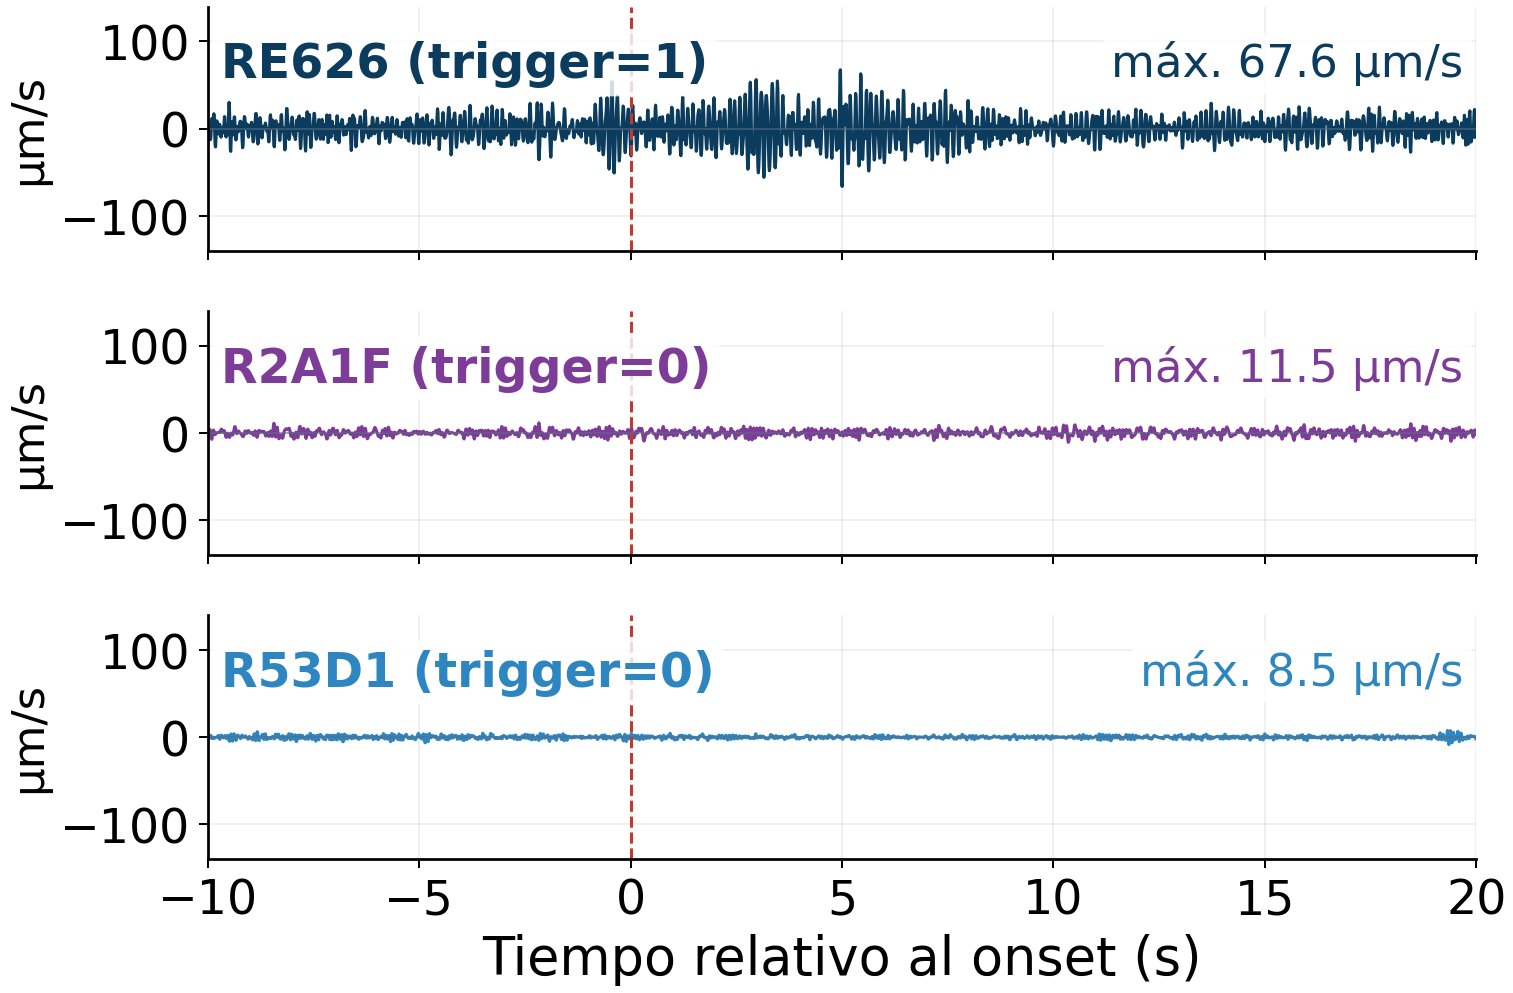 RE626 (trigger=1)
máx. 67.6 µm/s
µm/s
100
0
−100
R2A1F (trigger=0)
máx. 11.5 µm/s
µm/s
100
0
−100
R53D1 (trigger=0)
máx. 8.5 µm/s
µm/s
100
0
−100
−10 −5 0 5 10 15 20
Tiempo relativo al onset (s)